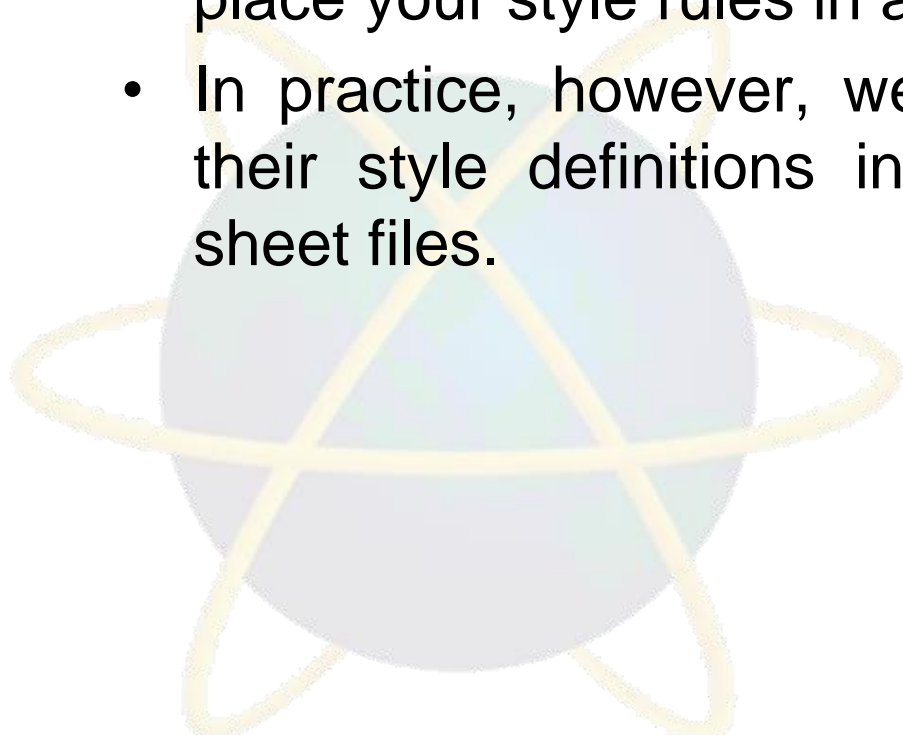 place your style rules in a
• In practice, however, we
their style definitions in
sheet files.